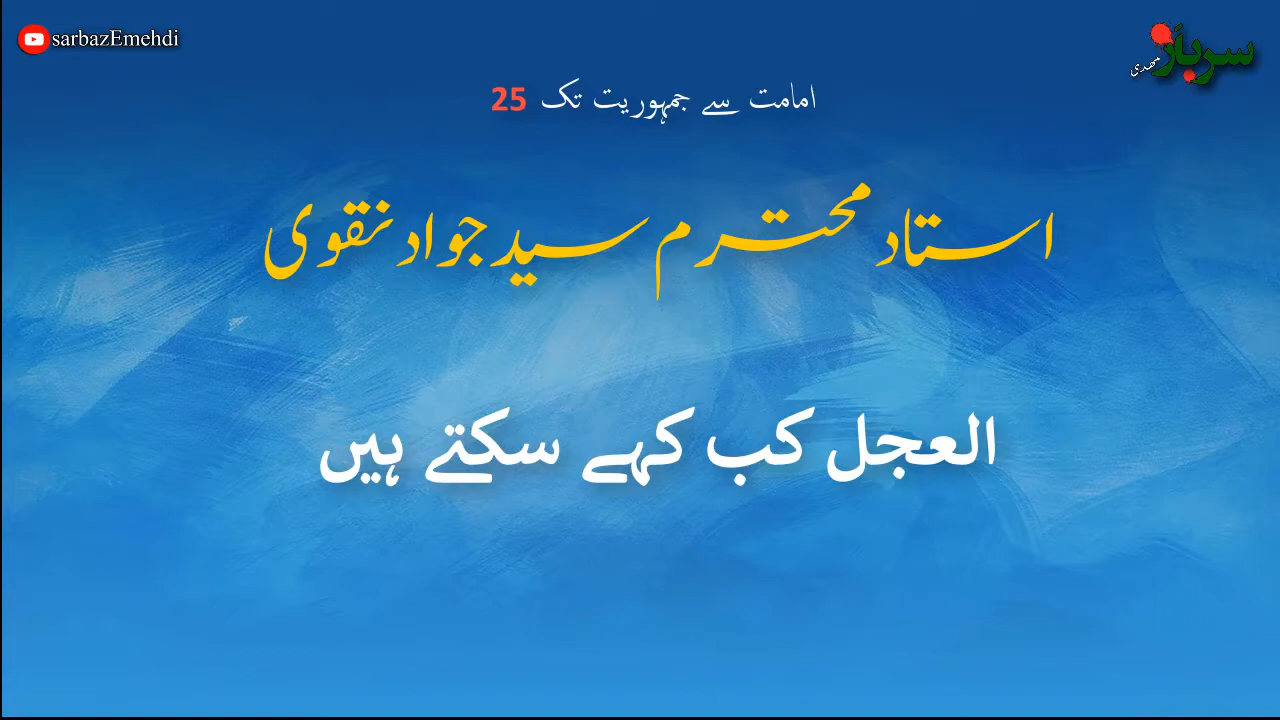 sarbazEmehdi
سرباز مہدی
امامت سے جمہوریت تک 25
استاد محترم سید جواد نقوی
العجل کب کہے سکتے ہیں